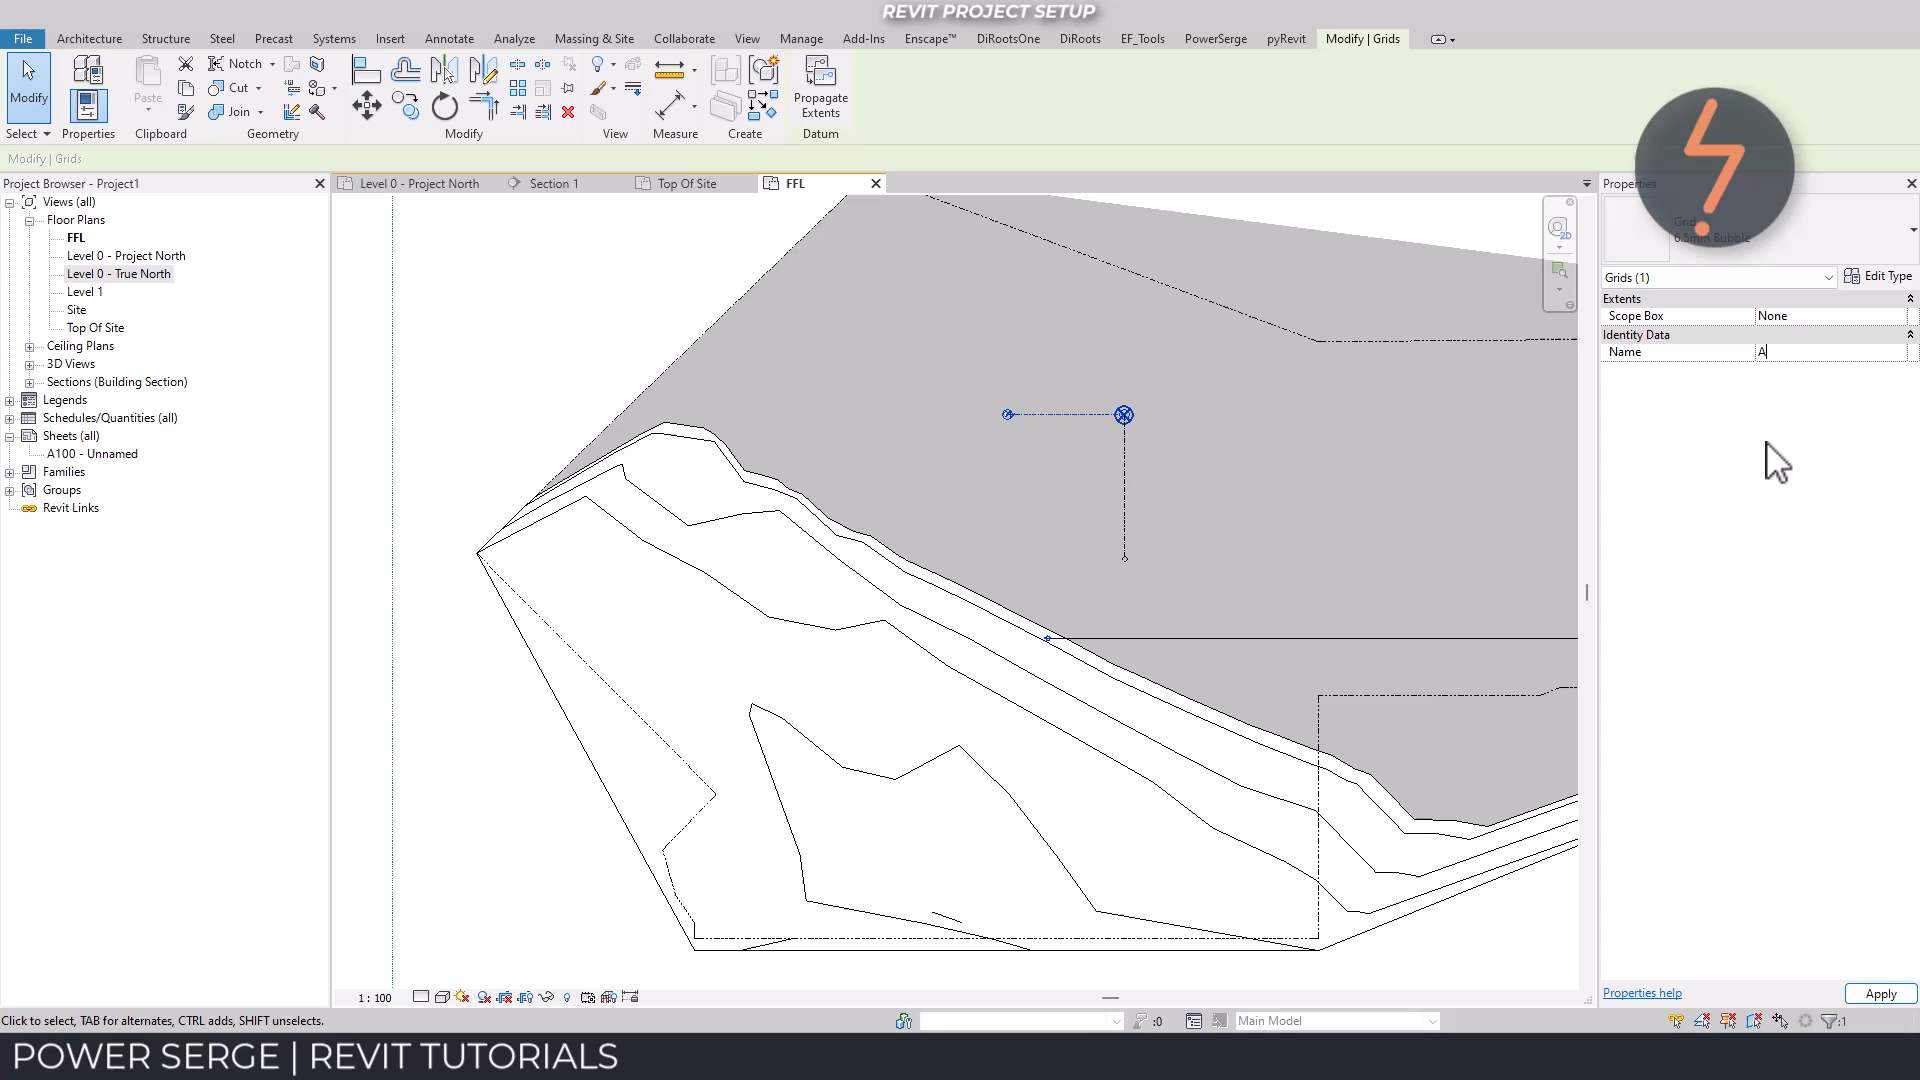 REVIT PROJECT SETUP
File Architecture Structure Steel Precast Systems Insert Annotate Analyze Massing & Site Collaborate View Manage Add-Ins Enscape™ DiRootsOne DiRoots EF_Tools PowerSerge pyRevit Modify | Grids
Notch
Cut
Join
Modify
Paste
Propagate
Extents
Select Properties Clipboard Geometry Modify View Measure Create Datum
Modify | Grids
Project Browser - Project1
Level 0 - Project North Section 1 Top Of Site FFL
Properties
Views (all)
Floor Plans
FFL
Level 0 - Project North
Level 0 - True North
Level 1
Site
Top Of Site
Ceiling Plans
3D Views
Sections (Building Section)
Legends
Schedules/Quantities (all)
Sheets (all)
A100 - Unnamed
Families
Groups
Revit Links
2D
Grid
6.5mm Bubble
Grids (1) Edit Type
Extents
Scope Box None
Identity Data
Name A
1 : 100
Properties help Apply
Click to select, TAB for alternates, CTRL adds, SHIFT unselects.
:0 Main Model :1
POWER SERGE | REVIT TUTORIALS